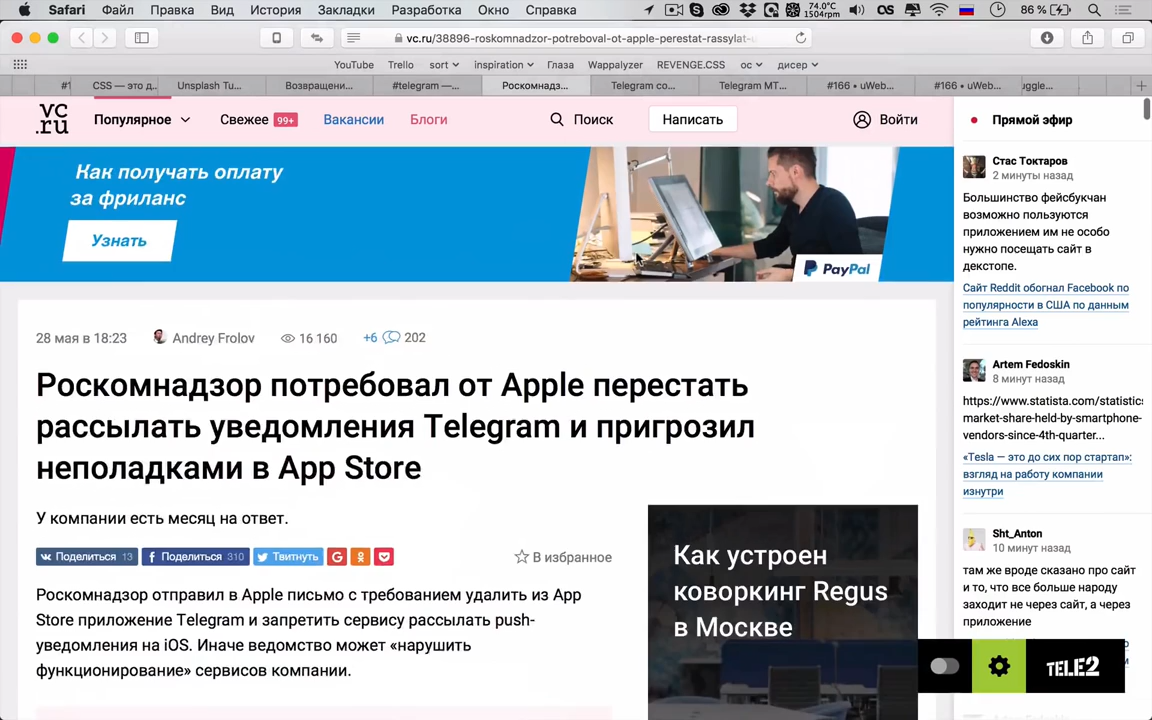 Safari Файл Правка Вид История Закладки Разработка Окно Справка
74.0°C
1504rpm
86 %
vc.ru/38896-roskomnadzor-potreboval-ot-apple-perestat-rassylat-
YouTube Trello sort inspiration Глаза Wappalyzer REVENGE.CSS ос дисер
#1 CSS — это д... Unsplash Tu... Возвращени... #telegram —... Роскомнадз... Telegram co... Telegram MT... #166 • uWeb... #166 • uWeb... uggle...
vc.
.ru
Популярное Свежее 99+ Вакансии Блоги Поиск Написать Войти
Прямой эфир
Как получать оплату
за фриланс
Узнать
PayPal
28 мая в 18:23 Andrey Frolov 16 160 +6 202
Роскомнадзор потребовал от Apple перестать
рассылать уведомления Telegram и пригрозил
неполадками в App Store
У компании есть месяц на ответ.
Поделиться 13 Поделиться 310 Твитнуть В избранное
Роскомнадзор отправил в Apple письмо с требованием удалить из App
Store приложение Telegram и запретить сервису рассылать push-
уведомления на iOS. Иначе ведомство может «нарушить
функционирование» сервисов компании.
Как устроен
коворкинг Regus
в Москве
Стас Токтаров
2 минуты назад
Большинство фейсбукчан
возможно пользуются
приложением им не особо
нужно посещать сайт в
декстопе.
Сайт Reddit обогнал Facebook по
популярности в США по данным
рейтинга Alexa
Artem Fedoskin
8 минут назад
https://www.statista.com/statistics
market-share-held-by-smartphone-
vendors-since-4th-quarter...
«Tesla — это до сих пор стартап»:
взгляд на работу компании
изнутри
Sht_Anton
10 минут назад
там же вроде сказано про сайт
и то, что все больше народу
заходит не через сайт, а через
приложение
TELE2